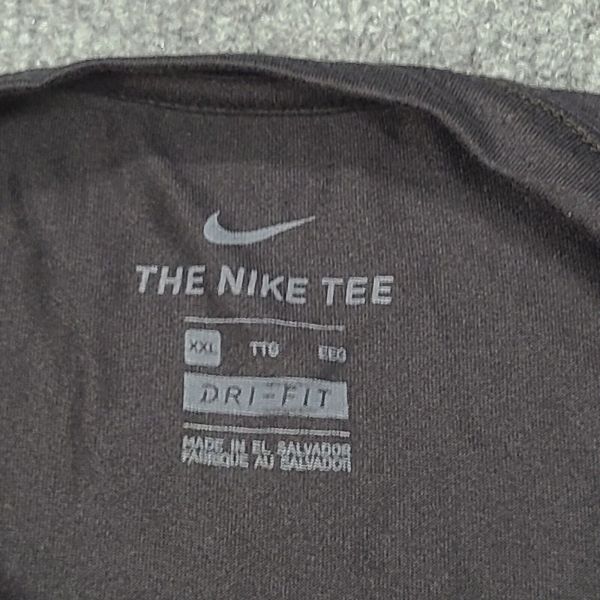 THE NIKE TEE
XXL TTG EEG
DRI-FIT
MADE IN EL SALVADOR
FABRIQUE AU SALVADOR